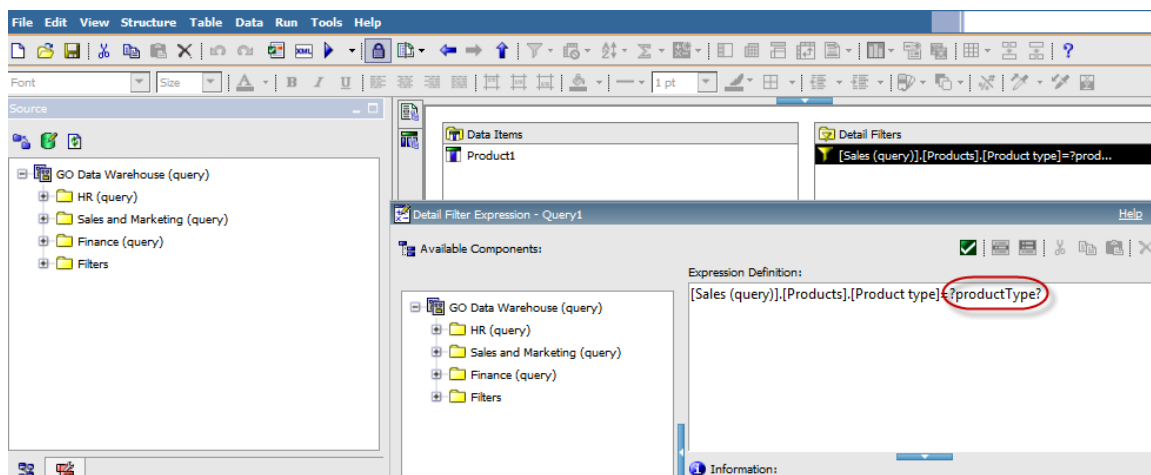 File Edit View Structure Table Data Run Tools Help
Font Size A B I U 1 pt
Source
GO Data Warehouse (query)
HR (query)
Sales and Marketing (query)
Finance (query)
Filters
Data Items
Product1
Detail Filters
[Sales (query)].[Products].[Product type]=?prod...
Detail Filter Expression - Query1 Help
Available Components:
GO Data Warehouse (query)
HR (query)
Sales and Marketing (query)
Finance (query)
Filters
Expression Definition:
[Sales (query)].[Products].[Product type]=?productType?
Information: